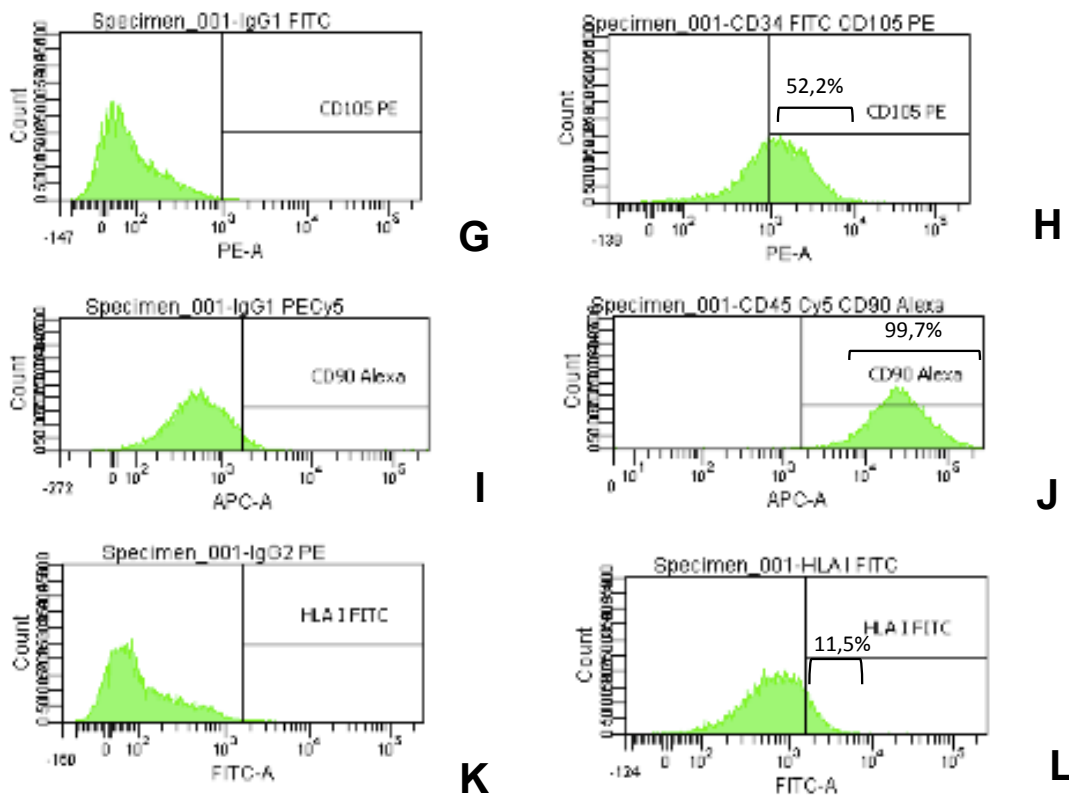 Specimen_001-IgG1 FITC
Count
CD105 PE
-147 0 10² 10³ 10⁴ 10⁵
PE-A
G
Specimen_001-CD34 FITC CD105 PE
Count
52,2%
CD105 PE
-139 0 10² 10³ 10⁴ 10⁵
PE-A
H
Specimen_001-IgG1 PECy5
Count
CD90 Alexa
-272 0 10² 10³ 10⁴ 10⁵
APC-A
I
Specimen_001-CD45 Cy5 CD90 Alexa
Count
99,7%
CD90 Alexa
0 10¹ 10² 10³ 10⁴ 10⁵
APC-A
J
Specimen_001-IgG2 PE
Count
HLA I FITC
-160 0 10² 10³ 10⁴ 10⁵
FITC-A
K
Specimen_001-HLA I FITC
Count
HLA I FITC
11,5%
-124 0 10² 10³ 10⁴ 10⁵
FITC-A
L